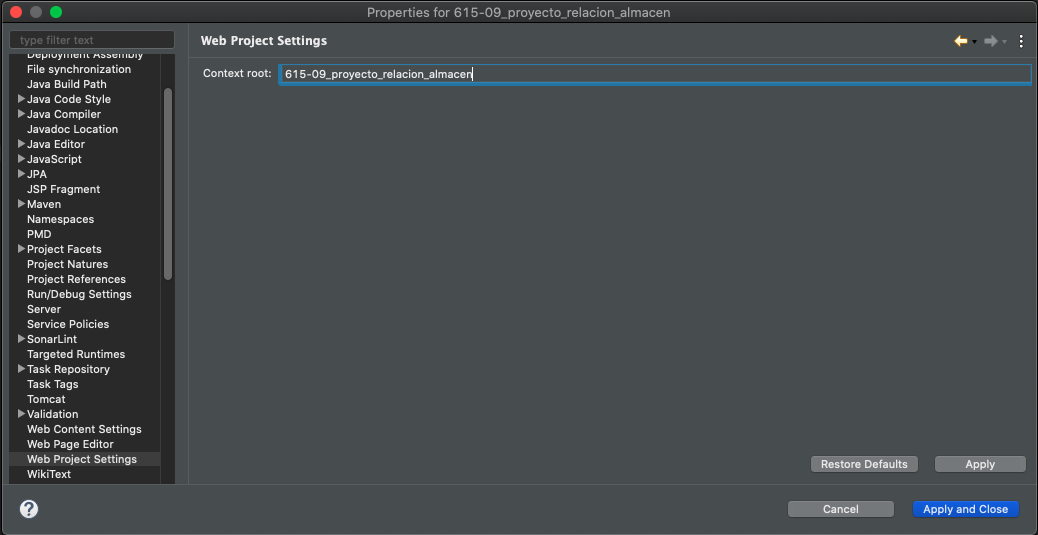 Properties for 615-09_proyecto_relacion_almacen
type filter text
Deployment Assembly
File synchronization
Java Build Path
Java Code Style
Java Compiler
Javadoc Location
Java Editor
JavaScript
JPA
JSP Fragment
Maven
Namespaces
PMD
Project Facets
Project Natures
Project References
Run/Debug Settings
Server
Service Policies
SonarLint
Targeted Runtimes
Task Repository
Task Tags
Tomcat
Validation
Web Content Settings
Web Page Editor
Web Project Settings
WikiText
Web Project Settings
Context root: 615-09_proyecto_relacion_almacen
Restore Defaults Apply
? Cancel Apply and Close